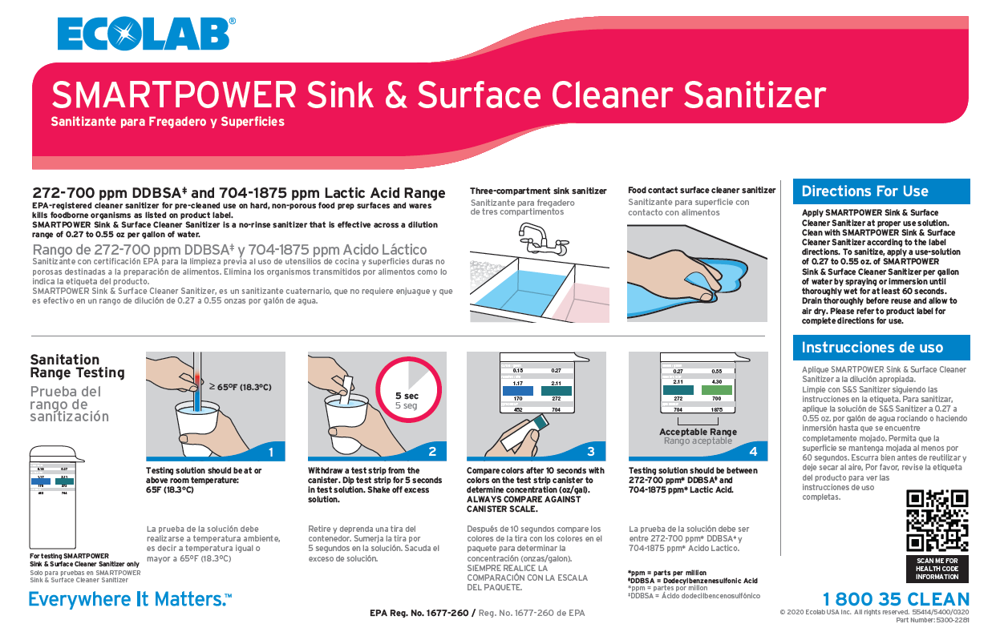 ECOLAB®
SMARTPOWER Sink & Surface Cleaner Sanitizer
Sanitizante para Fregadero y Superficies
272-700 ppm DDBSA‡ and 704-1875 ppm Lactic Acid Range
EPA-registered cleaner sanitizer for pre-cleaned use on hard, non-porous food prep surfaces and wares
kills foodborne organisms as listed on product label.
SMARTPOWER Sink & Surface Cleaner Sanitizer is a no-rinse sanitizer that is effective across a dilution
range of 0.27 to 0.55 oz per gallon of water.
Rango de 272-700 ppm DDBSA‡ y 704-1875 ppm Acido Láctico
Sanitizante con certificación EPA para la limpieza previa al uso de utensilios de cocina y superficies duras no
porosas destinadas a la preparación de alimentos. Elimina los organismos transmitidos por alimentos como lo
indica la etiqueta del producto.
SMARTPOWER Sink & Surface Cleaner Sanitizer, es un sanitizante cuaternario, que no requiere enjuague y que
es efectivo en un rango de dilución de 0.27 a 0.55 onzas por galón de agua.
Three-compartment sink sanitizer
Sanitizante para fregadero
de tres compartimentos
Food contact surface cleaner sanitizer
Sanitizante para superficie con
contacto con alimentos
Directions For Use
Apply SMARTPOWER Sink & Surface
Cleaner Sanitizer at proper use solution.
Clean with SMARTPOWER Sink & Surface
Cleaner Sanitizer according to the label
directions. To sanitize, apply a use-solution
of 0.27 to 0.55 oz. of SMARTPOWER
Sink & Surface Cleaner Sanitizer per gallon
of water by spraying or immersion until
thoroughly wet for at least 60 seconds.
Drain thoroughly before reuse and allow to
air dry. Please refer to product label for
complete directions for use.
Instrucciones de uso
Aplique SMARTPOWER Sink & Surface Cleaner
Sanitizer a la dilución apropiada.
Limpie con S&S Sanitizer siguiendo las
instrucciones en la etiqueta. Para sanitizar,
aplique la solución de S&S Sanitizer a 0.27 a
0.55 oz. por galón de agua rociando o haciendo
inmersión hasta que se encuentre
completamente mojado. Permita que la
superficie se mantenga mojada al menos por
60 segundos. Escurra bien antes de reutilizar y
deje secar al aire, Por favor, revise la etiqueta
del producto para ver las
instrucciones de uso
completas.
SCAN ME FOR
HEALTH CODE
INFORMATION
Sanitation
Range Testing
Prueba del
rango de
sanitización
0.15 0.27
1.17 2.11
170 272
452 704
For testing SMARTPOWER
Sink & Surface Cleaner Sanitizer only
Solo para pruebas en SMARTPOWER
Sink & Surface Cleaner Sanitizer
≥ 65ºF (18.3ºC)
1
Testing solution should be at or
above room temperature:
65F (18.3ºC)
La prueba de la solución debe
realizarse a temperatura ambiente,
es decir a temperatura igual o
mayor a 65ºF (18.3ºC)
5 sec
5 seg
2
Withdraw a test strip from the
canister. Dip test strip for 5 seconds
in test solution. Shake off excess
solution.
Retire y deprenda una tira del
contenedor. Sumerja la tira por
5 segundos en la solución. Sacuda el
exceso de solución.
0.15 0.27
1.17 2.11
170 272
452 704
3
Compare colors after 10 seconds with
colors on the test strip canister to
determine concentration (oz/gal).
ALWAYS COMPARE AGAINST
CANISTER SCALE.
Después de 10 segundos compare los
colores de la tira con los colores en el
paquete para determinar la
concentración (onzas/galon).
SIEMPRE REALICE LA
COMPARACIÓN CON LA ESCALA
DEL PAQUETE.
0.27 0.55
2.11 4.30
272 700
704 1875
Acceptable Range
Rango aceptable
4
Testing solution should be between
272-700 ppm* DDBSA‡ and
704-1875 ppm* Lactic Acid.
La prueba de la solución debe ser
entre 272-700 ppm* DDBSA‡ y
704-1875 ppm* Acido Lactico.
*ppm = parts per million
‡DDBSA = Dodecylbenzenesulfonic Acid
*ppm = partes por millon
‡DDBSA = Ácido dodecilbencenosulfónico
Everywhere It Matters.™
EPA Reg. No. 1677-260 / Reg. No. 1677-260 de EPA
1 800 35 CLEAN
© 2020 Ecolab USA Inc. All rights reserved. 55414/5400/0320
Part Number: 5300-2281